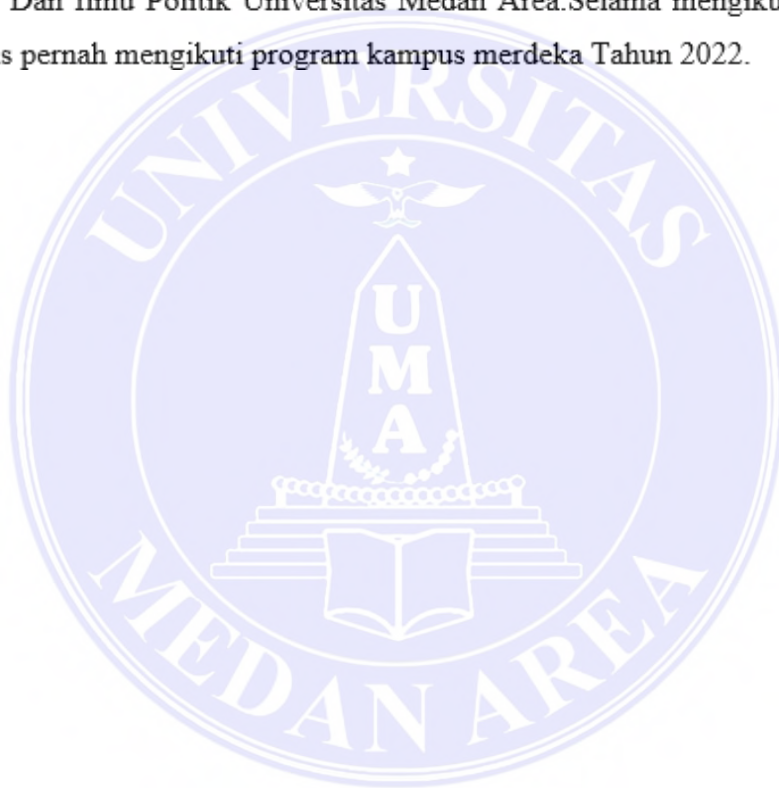 Dan Ilmu Politik Universitas Medan Area.Selama mengiku
s pernah mengikuti program kampus merdeka Tahun 2022.
UNIVERSITAS
U
M
A
MEDAN AREA